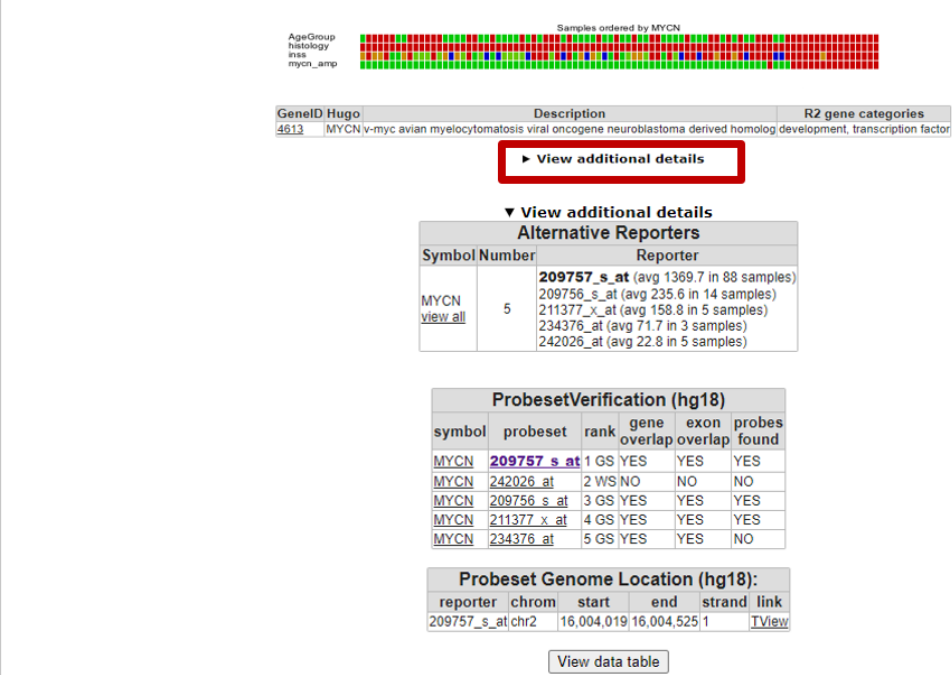 Samples ordered by MYCN
AgeGroup
histology
inss
mycn_amp
GeneID Hugo Description R2 gene categories
4613 MYCN v-myc avian myelocytomatosis viral oncogene neuroblastoma derived homolog development, transcription factor
► View additional details
▼ View additional details
Alternative Reporters
Symbol Number Reporter
MYCN
view all
5
209757_s_at (avg 1369.7 in 88 samples)
209756_s_at (avg 235.6 in 14 samples)
211377_x_at (avg 158.8 in 5 samples)
234376_at (avg 71.7 in 3 samples)
242026_at (avg 22.8 in 5 samples)
ProbesetVerification (hg18)
symbol probeset rank gene overlap exon overlap probes found
MYCN 209757_s_at 1 GS YES YES YES
MYCN 242026_at 2 WS NO NO NO
MYCN 209756_s_at 3 GS YES YES YES
MYCN 211377_x_at 4 GS YES YES YES
MYCN 234376_at 5 GS YES YES NO
Probeset Genome Location (hg18):
reporter chrom start end strand link
209757_s_at chr2 16,004,019 16,004,525 1 TView
View data table